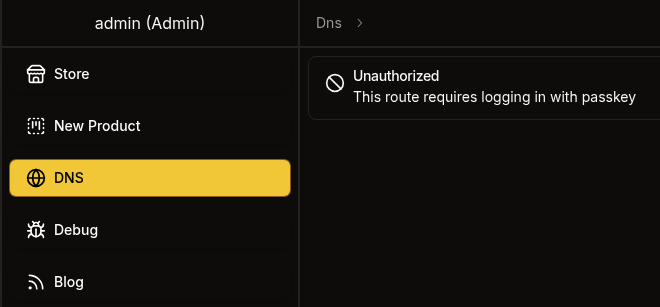 admin (Admin)
Dns
Store
New Product
DNS
Debug
Blog
Unauthorized
This route requires logging in with passkey